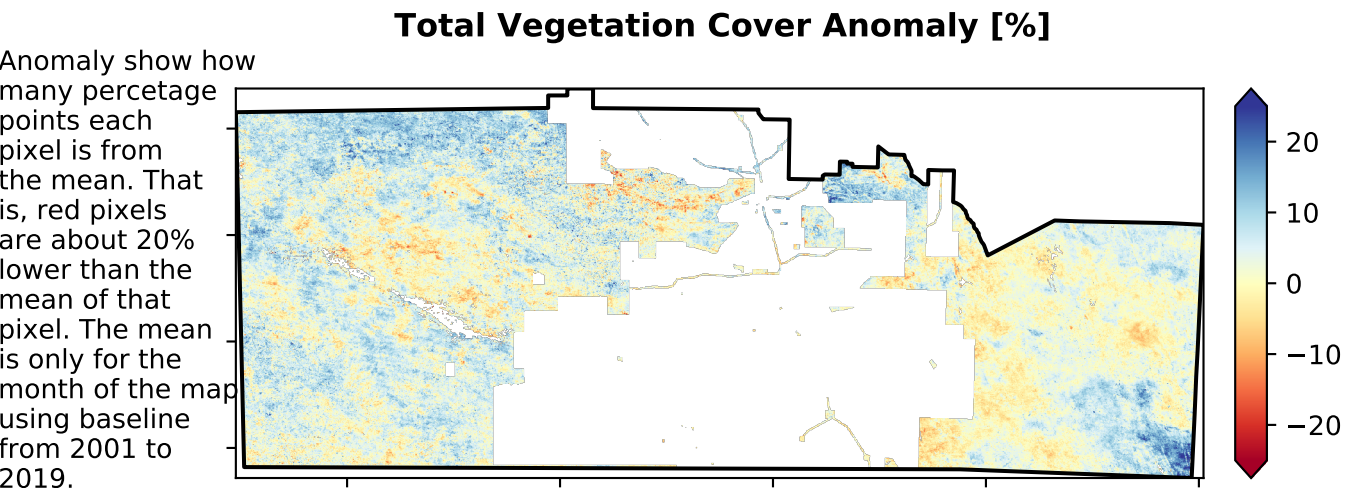 Total Vegetation Cover Anomaly [%]
Anomaly show how
many percetage
points each
pixel is from
the mean. That
is, red pixels
are about 20%
lower than the
mean of that
pixel. The mean
is only for the
month of the map
using baseline
from 2001 to
2019.
20
10
0
−10
−20